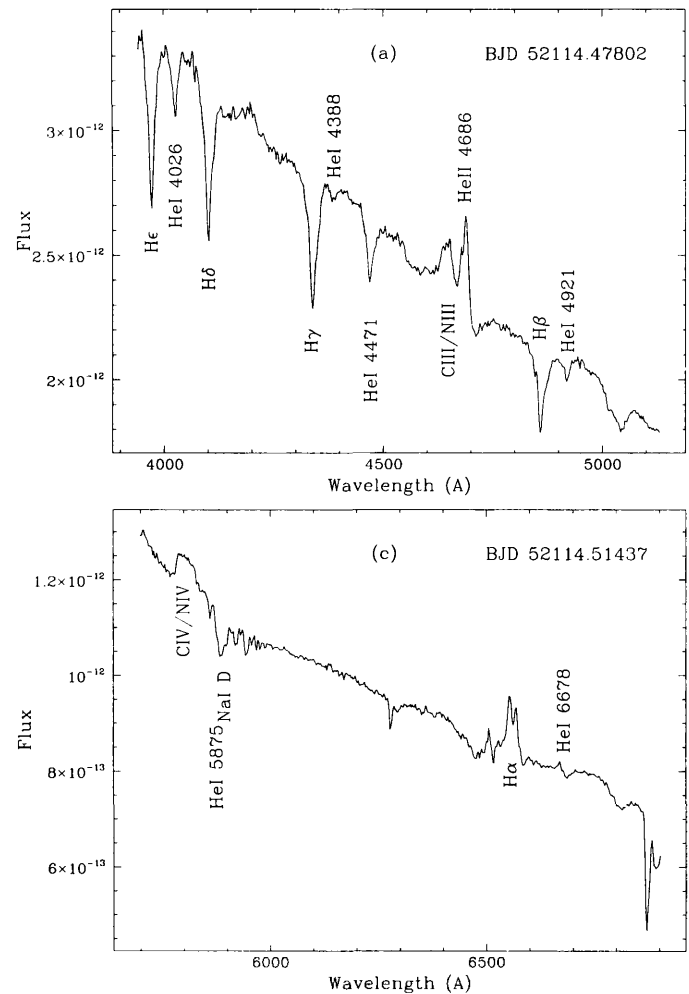 (a)
BJD 52114.47802
Flux
3×10⁻¹²
2.5×10⁻¹²
2×10⁻¹²
Hϵ
HeI 4026
Hδ
Hγ
HeI 4388
HeI 4471
CIII/NIII
HeII 4686
Hβ
HeI 4921
4000
4500
5000
Wavelength (A)
(c)
BJD 52114.51437
Flux
1.2×10⁻¹²
10⁻¹²
8×10⁻¹³
6×10⁻¹³
CIV/NIV
HeI 5875
NaI D
Hα
HeI 6678
6000
6500
Wavelength (A)